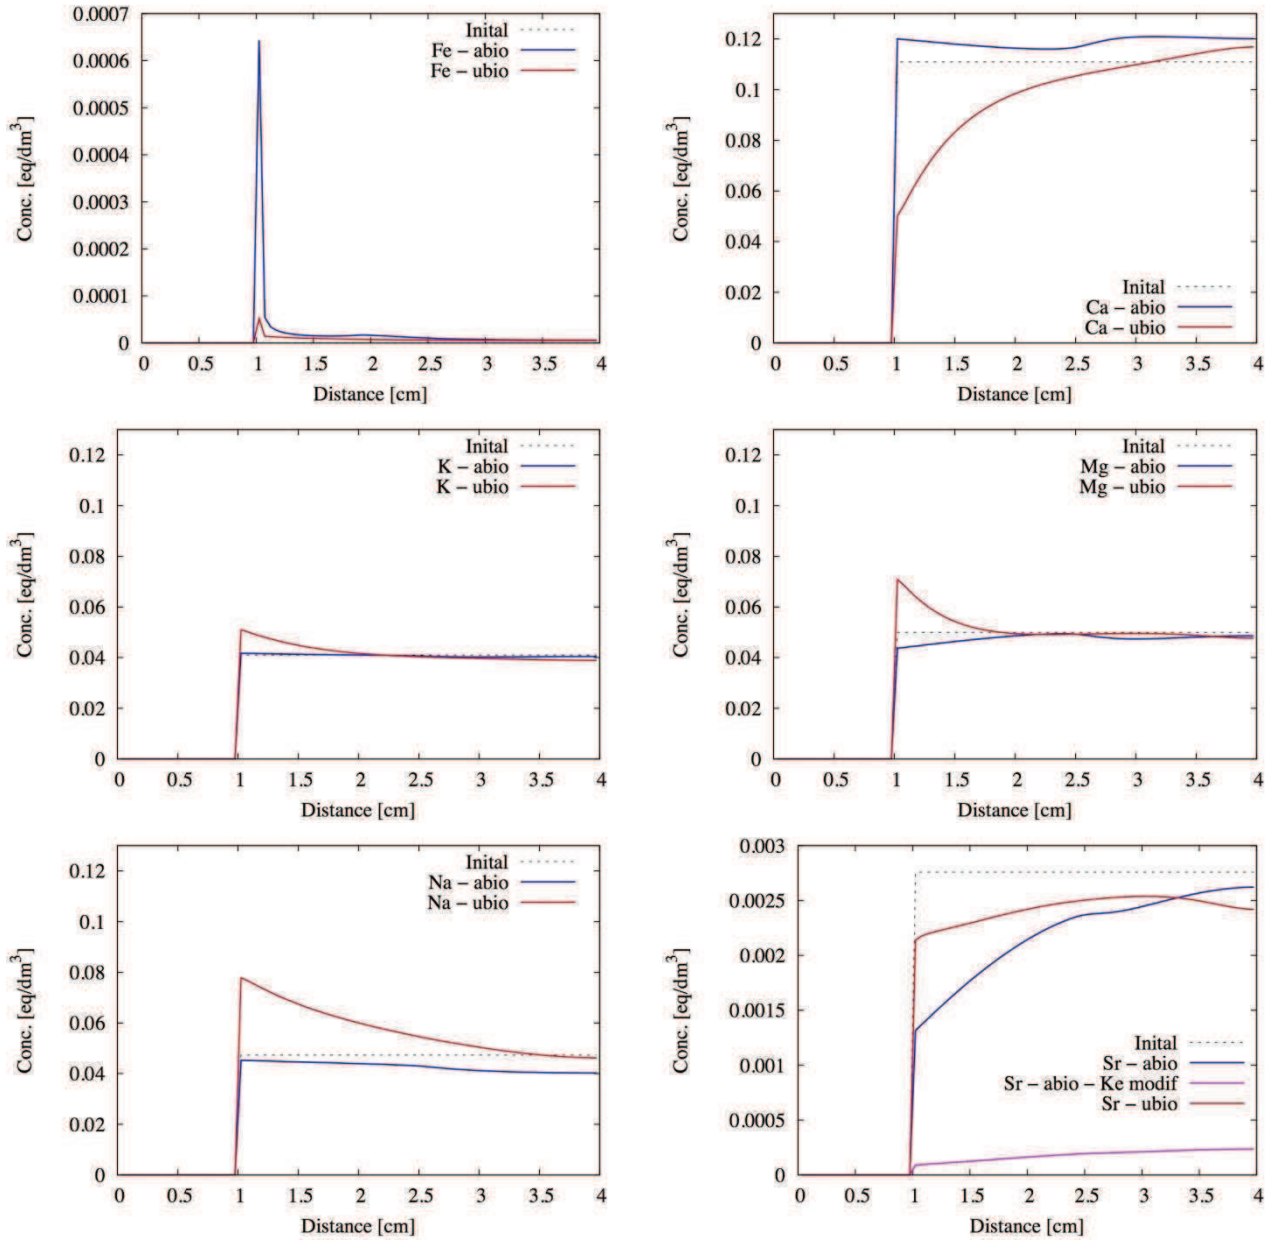 0.0007
0.0006
0.0005
0.0004
0.0003
0.0002
0.0001
0
Conc. [eq/dm³]
Inital
Fe – abio
Fe – ubio
0 0.5 1 1.5 2 2.5 3 3.5 4
Distance [cm]
0.12
0.1
0.08
0.06
0.04
0.02
0
Conc. [eq/dm³]
Inital
Ca – abio
Ca – ubio
0 0.5 1 1.5 2 2.5 3 3.5 4
Distance [cm]
0.12
0.1
0.08
0.06
0.04
0.02
0
Conc. [eq/dm³]
Inital
K – abio
K – ubio
0 0.5 1 1.5 2 2.5 3 3.5 4
Distance [cm]
0.12
0.1
0.08
0.06
0.04
0.02
0
Conc. [eq/dm³]
Inital
Mg – abio
Mg – ubio
0 0.5 1 1.5 2 2.5 3 3.5 4
Distance [cm]
0.12
0.1
0.08
0.06
0.04
0.02
0
Conc. [eq/dm³]
Inital
Na – abio
Na – ubio
0 0.5 1 1.5 2 2.5 3 3.5 4
Distance [cm]
0.003
0.0025
0.002
0.0015
0.001
0.0005
0
Conc. [eq/dm³]
Inital
Sr – abio
Sr – abio – Ke modif
Sr – ubio
0 0.5 1 1.5 2 2.5 3 3.5 4
Distance [cm]